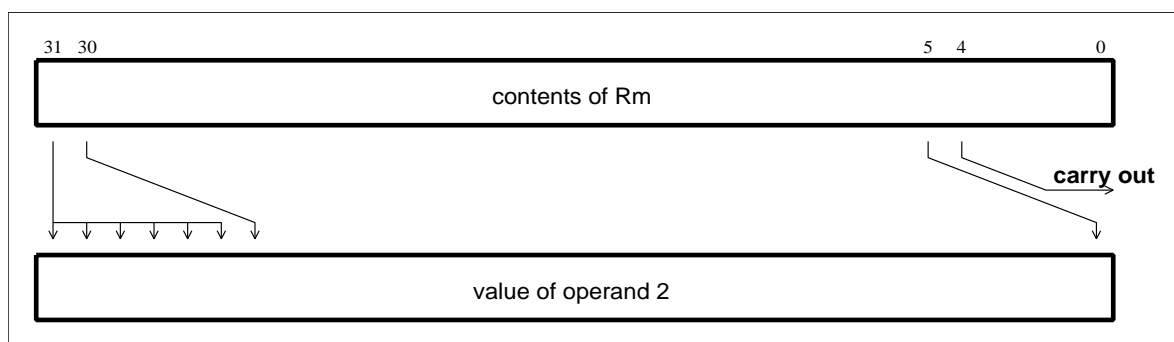 31 30 5 4 0
contents of Rm
carry out
value of operand 2